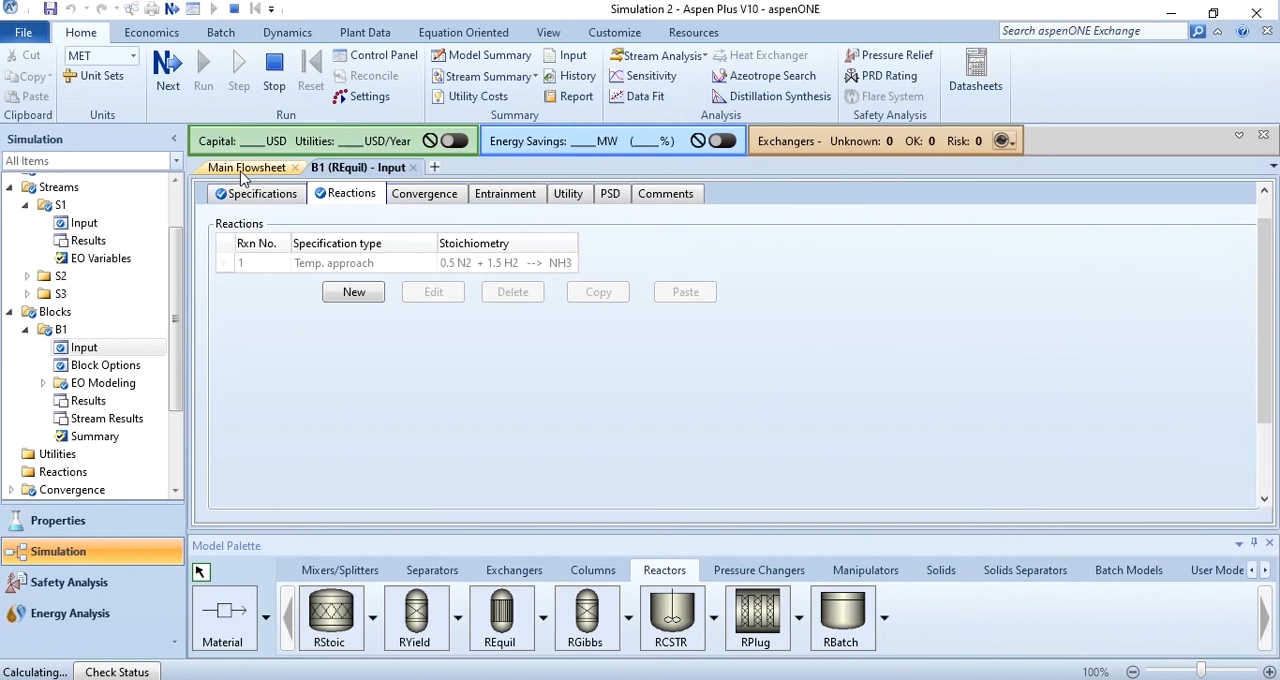 Simulation 2 - Aspen Plus V10 - aspenONE
File Home Economics Batch Dynamics Plant Data Equation Oriented View Customize Resources Search aspenONE Exchange
Cut MET Control Panel Model Summary Input Stream Analysis Heat Exchanger Pressure Relief
Copy Unit Sets Next Run Step Stop Reset Reconcile Stream Summary History Sensitivity Azeotrope Search PRD Rating Datasheets
Paste Settings Utility Costs Report Data Fit Distillation Synthesis Flare System
Clipboard Units Run Summary Analysis Safety Analysis
Simulation Capital: ____ USD Utilities: ____ USD/Year Energy Savings: ____ MW (____ %) Exchangers - Unknown: 0 OK: 0 Risk: 0
All Items Main Flowsheet B1 (REquil) - Input
Streams
S1
Input
Results
EO Variables
S2
S3
Blocks
B1
Input
Block Options
EO Modeling
Results
Stream Results
Summary
Utilities
Reactions
Convergence
Properties
Simulation
Safety Analysis
Energy Analysis
Specifications Reactions Convergence Entrainment Utility PSD Comments
Reactions
Rxn No. Specification type Stoichiometry
1 Temp. approach 0.5 N2 + 1.5 H2 --> NH3
New Edit Delete Copy Paste
Model Palette
Mixers/Splitters Separators Exchangers Columns Reactors Pressure Changers Manipulators Solids Solids Separators Batch Models User Mode
Material RStoic RYield REquil RGibbs RCSTR RPlug RBatch
Calculating... Check Status 100%